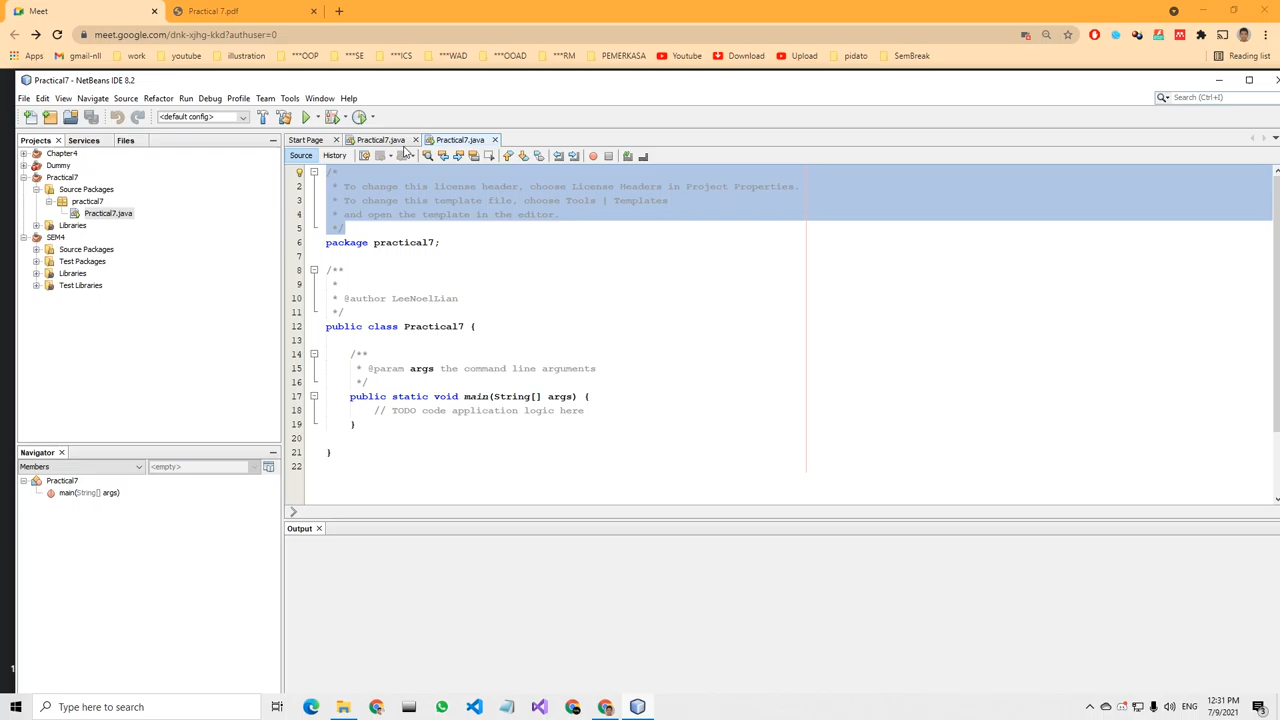 Meet
Practical 7.pdf
meet.google.com/dnk-xjhg-kkd?authuser=0
Apps
gmail-nll
work
youtube
illustration
***OOP
***SE
***ICS
***WAD
***OOAD
***RM
PEMERKASA
Youtube
Download
Upload
pidato
SemBreak
Reading list
Practical7 - NetBeans IDE 8.2
File Edit View Navigate Source Refactor Run Debug Profile Team Tools Window Help
Search (Ctrl+I)
<default config>
Projects
Services
Files
Start Page
Practical7.java
Practical7.java
Source
History
Chapter4
Dummy
Practical7
Source Packages
practical7
Practical7.java
Libraries
SEM4
Source Packages
Test Packages
Libraries
Test Libraries
1 /*
2 * To change this license header, choose License Headers in Project Properties.
3 * To change this template file, choose Tools | Templates
4 * and open the template in the editor.
5 */
6 package practical7;
7
8 /**
9 *
10 * @author LeeNoelLian
11 */
12 public class Practical7 {
13
14 /**
15 * @param args the command line arguments
16 */
17 public static void main(String[] args) {
18 // TODO code application logic here
19 }
20
21 }
22
Navigator
Members
<empty>
Practical7
main(String[] args)
Output
1
Type here to search
ENG
12:31 PM
7/9/2021
3